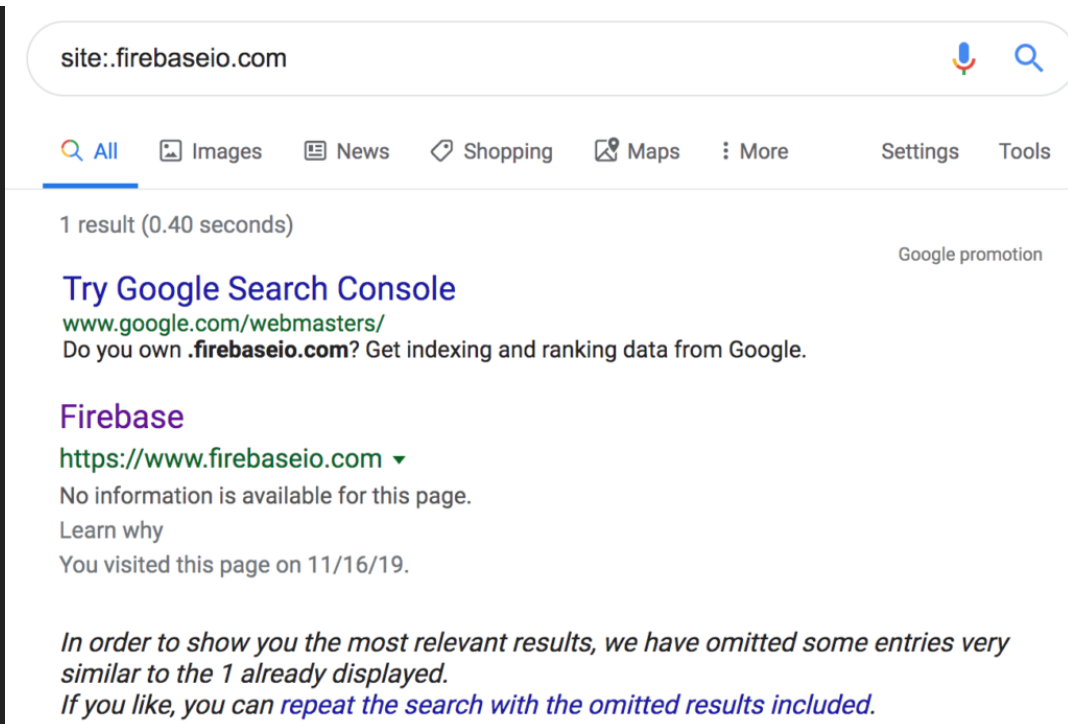 site:.firebaseio.com
All Images News Shopping Maps More Settings Tools
1 result (0.40 seconds)
Google promotion
Try Google Search Console
www.google.com/webmasters/
Do you own .firebaseio.com? Get indexing and ranking data from Google.
Firebase
https://www.firebaseio.com
No information is available for this page.
Learn why
You visited this page on 11/16/19.
In order to show you the most relevant results, we have omitted some entries very
similar to the 1 already displayed.
If you like, you can repeat the search with the omitted results included.